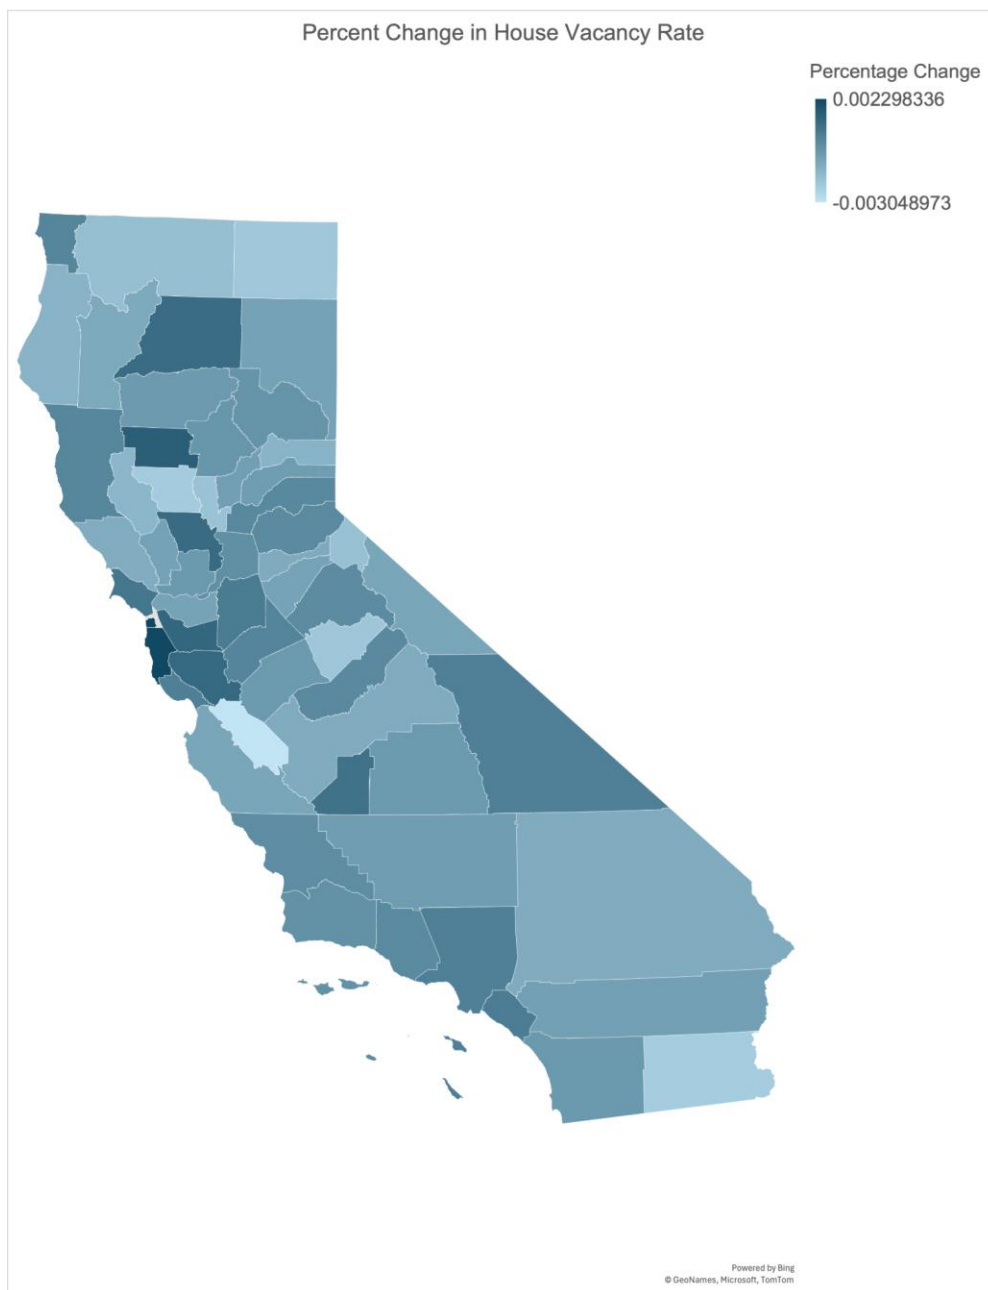 Percent Change in House Vacancy Rate
Percentage Change
0.002298336
-0.003048973
Powered by Bing
© GeoNames, Microsoft, TomTom